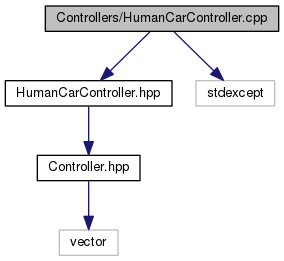 Controllers/HumanCarController.cpp
HumanCarController.hpp
stdexcept
Controller.hpp
vector